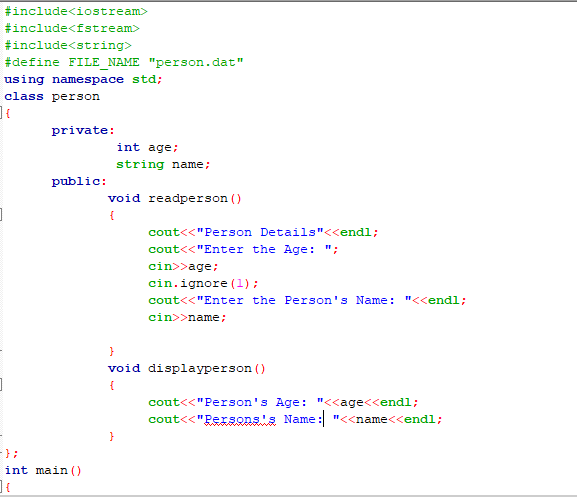 #include<iostream>
#include<fstream>
#include<string>
#define FILE_NAME "person.dat"
using namespace std;
class person
{
private:
int age;
string name;
public:
void readperson()
{
cout<<"Person Details"<<endl;
cout<<"Enter the Age: ";
cin>>age;
cin.ignore(1);
cout<<"Enter the Person's Name: "<<endl;
cin>>name;
}
void displayperson()
{
cout<<"Person's Age: "<<age<<endl;
cout<<"Persons's Name: "<<name<<endl;
}
};
int main()
{